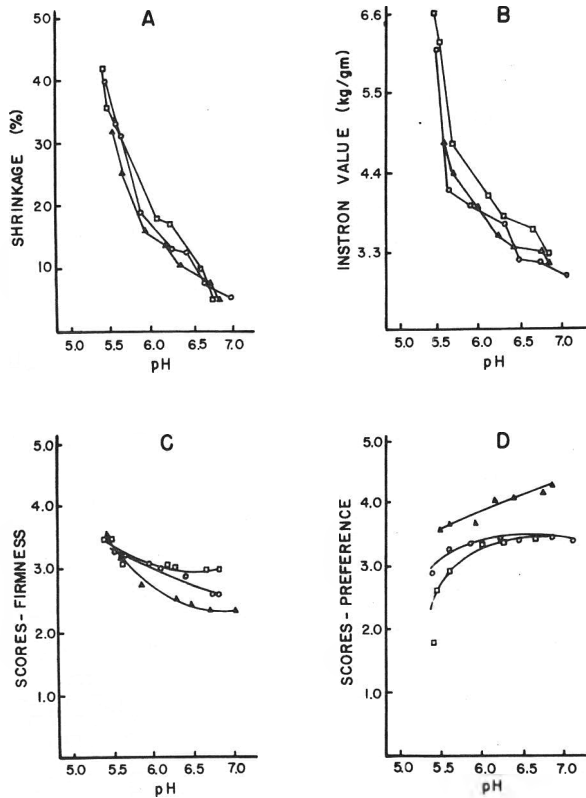 A
SHRINKAGE (%)
50
40
30
20
10
5.0 5.5 6.0 6.5 7.0
pH
B
INSTRON VALUE (kg/gm)
6.6
5.5
4.4
3.3
5.0 5.5 6.0 6.5 7.0
pH
C
SCORES-FIRMNESS
5.0
4.0
3.0
2.0
1.0
5.0 5.5 6.0 6.5 7.0
pH
D
SCORES-PREFERENCE
5.0
4.0
3.0
2.0
1.0
5.0 5.5 6.0 6.5 7.0
pH